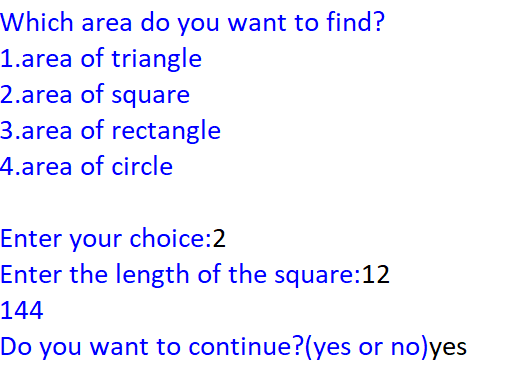 Which area do you want to find?
1.area of triangle
2.area of square
3.area of rectangle
4.area of circle
Enter your choice:2
Enter the length of the square:12
144
Do you want to continue?(yes or no)yes